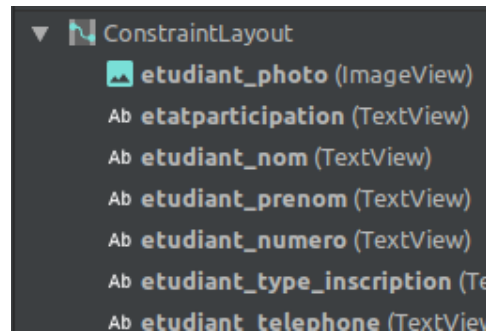 ConstraintLayout
etudiant_photo (ImageView)
Ab etatparticipation (TextView)
Ab etudiant_nom (TextView)
Ab etudiant_prenom (TextView)
Ab etudiant_numero (TextView)
Ab etudiant_type_inscription (Te
Ab etudiant_telephone (TextView